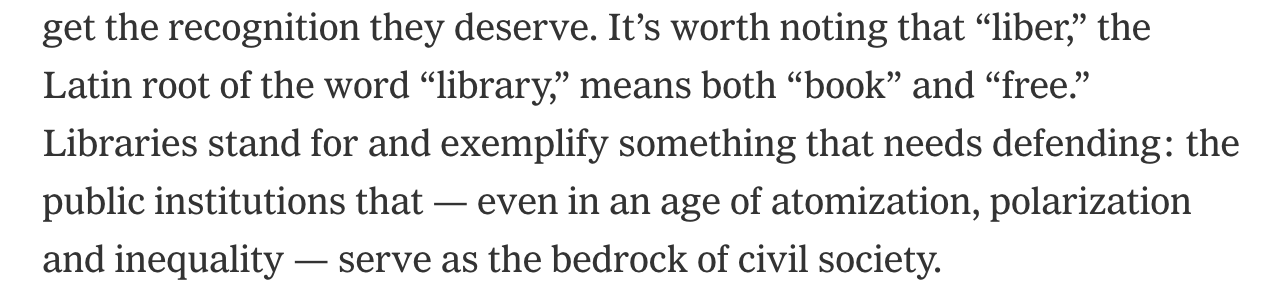 get the recognition they deserve. It’s worth noting that “liber,” the
Latin root of the word “library,” means both “book” and “free.”
Libraries stand for and exemplify something that needs defending: the
public institutions that — even in an age of atomization, polarization
and inequality — serve as the bedrock of civil society.